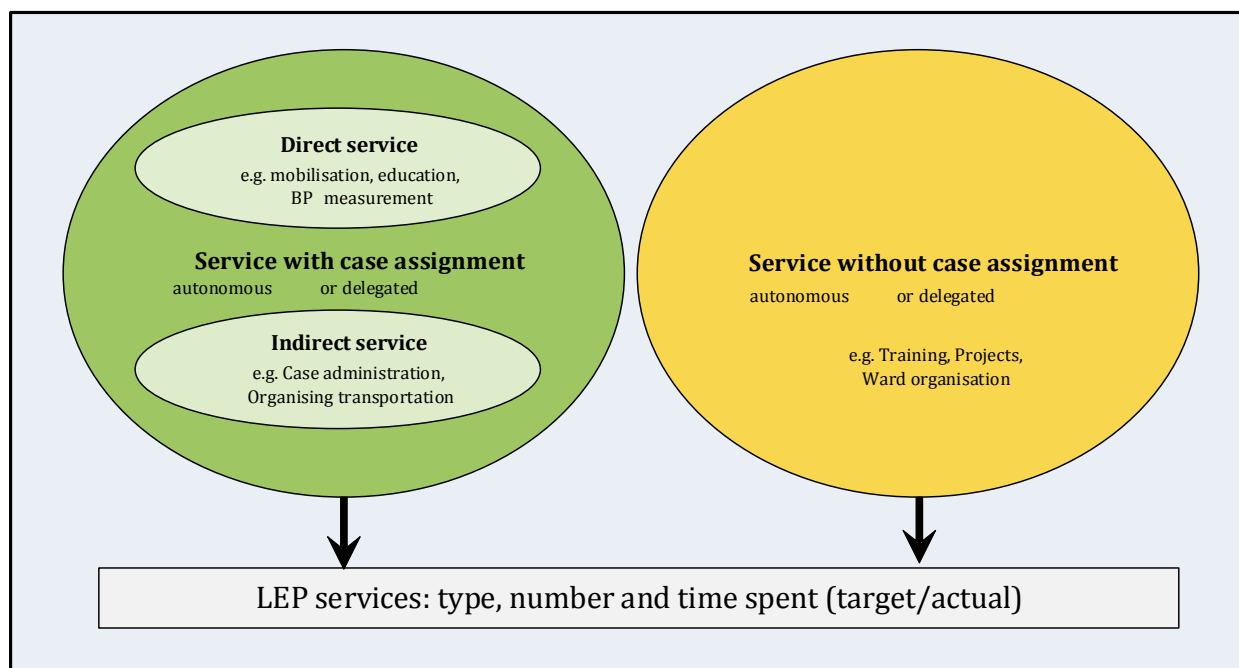 Direct service
e.g. mobilisation, education,
BP measurement
Service with case assignment
autonomous or delegated
Indirect service
e.g. Case administration,
Organising transportation
Service without case assignment
autonomous or delegated
e.g. Training, Projects,
Ward organisation
LEP services: type, number and time spent (target/actual)